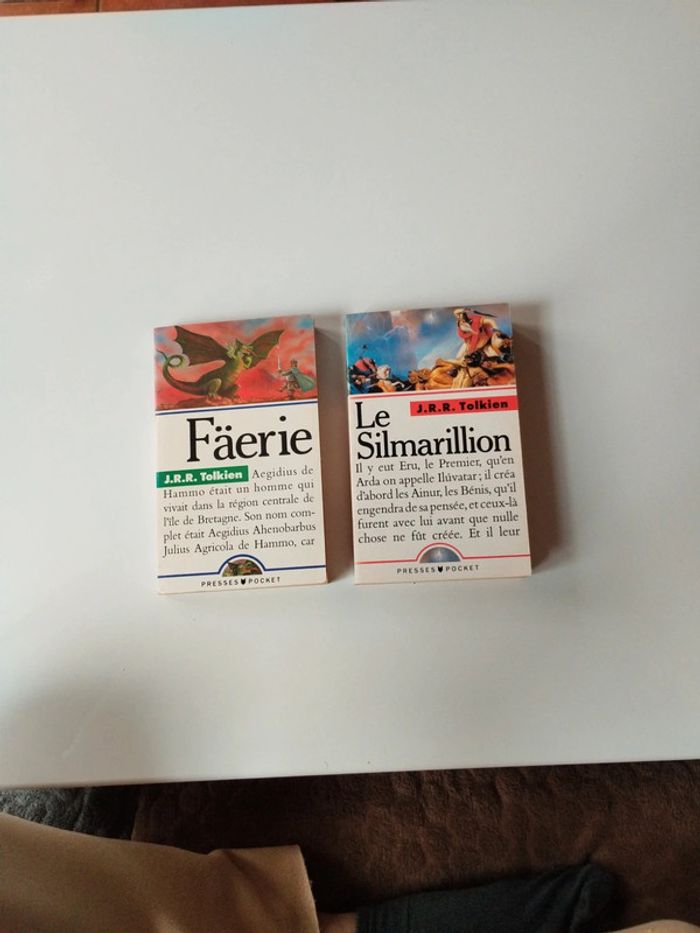 Fäerie
J.R.R. Tolkien Aegidius de
Hammo était un homme qui
vivait dans la région centrale de
l'île de Bretagne. Son nom com-
plet était Aegidius Ahenobarbus
Julius Agricola de Hammo, car
PRESSES POCKET
Le
J.R.R. Tolkien
Silmarillion
Il y eut Eru, le Premier, qu'en
Arda on appelle Ilúvatar ; il créa
d'abord les Ainur, les Bénis, qu'il
engendra de sa pensée, et ceux-là
furent avec lui avant que nulle
chose ne fût créée. Et il leur
PRESSES POCKET